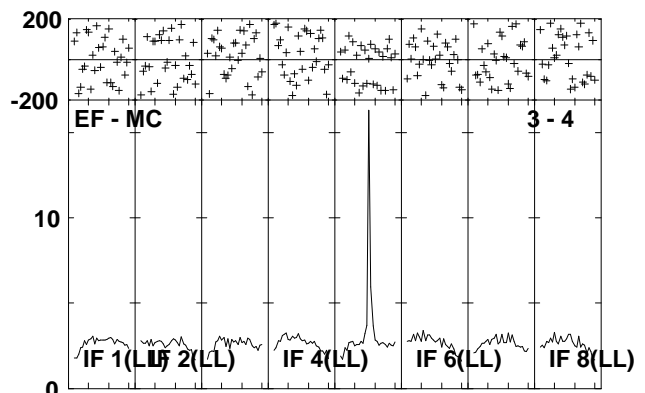 200
-200
EF - MC 3 - 4
10
IF 1(LL) IF 2(LL) IF 4(LL) IF 6(LL) IF 8(LL)
0